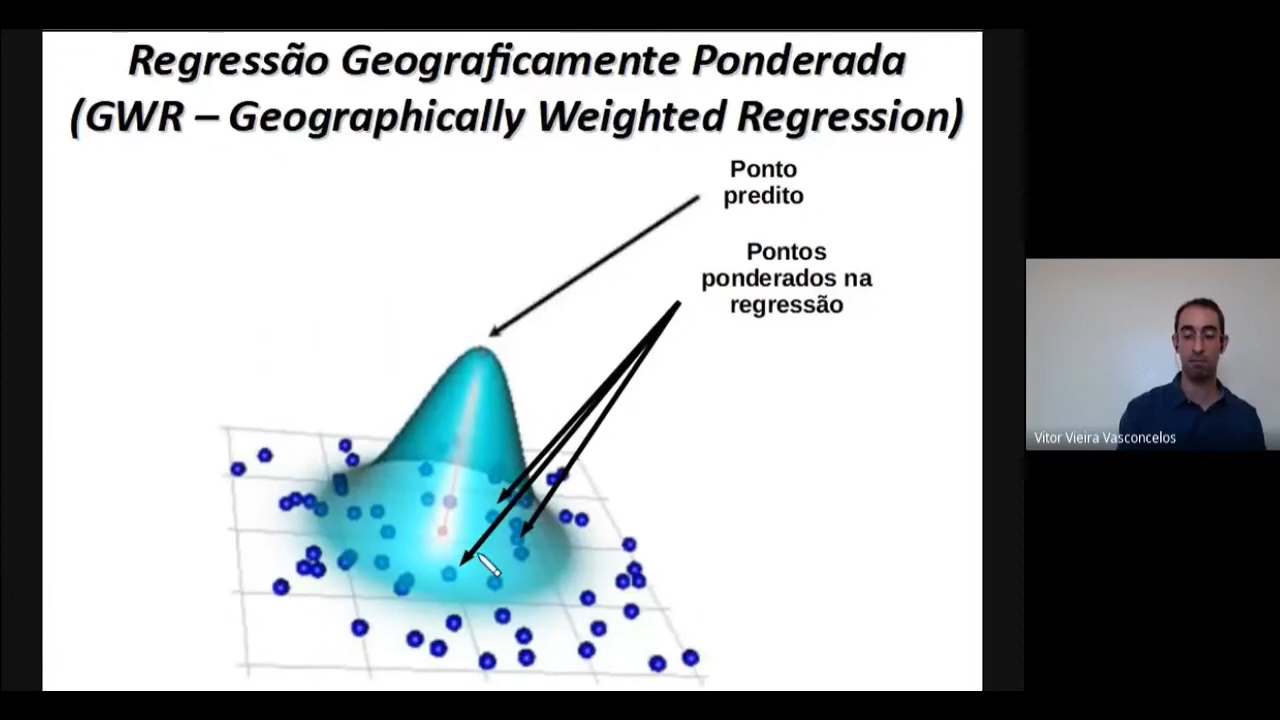 Regressão Geograficamente Ponderada
(GWR – Geographically Weighted Regression)
Ponto
predito
Pontos
ponderados na
regressão
Vitor Vieira Vasconcelos